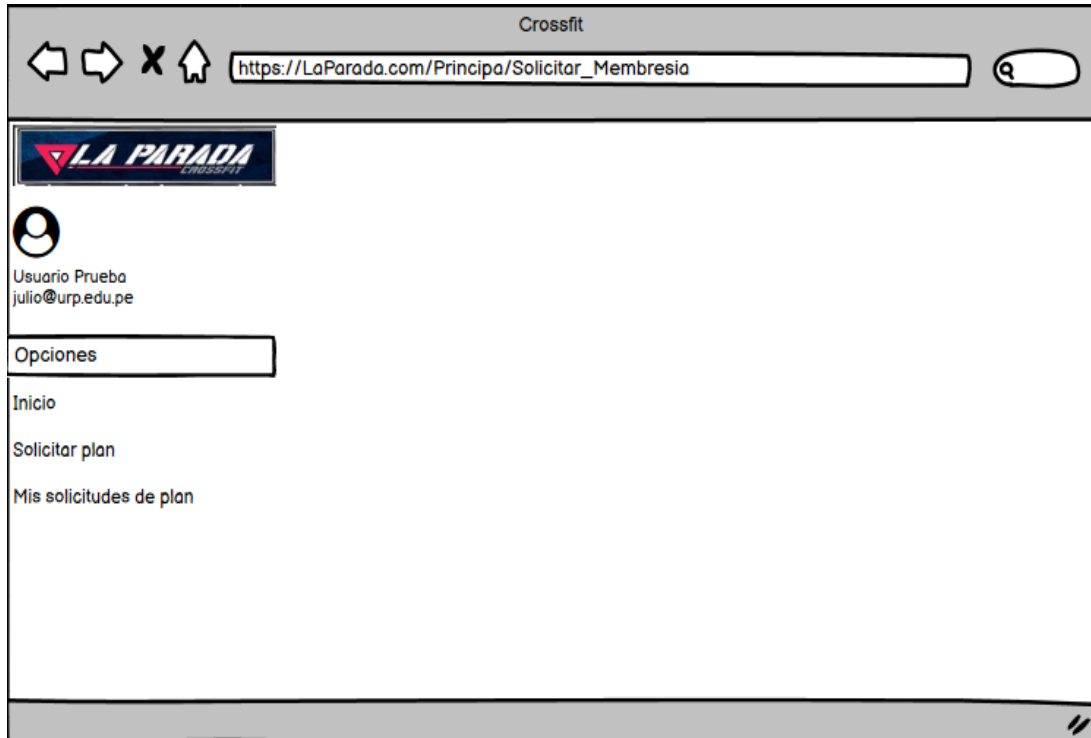 Crossfit
https://LaParada.com/Principa/Solicitar_Membresia
LA PARADA
CROSSFIT
Usuario Prueba
julio@urp.edu.pe
Opciones
Inicio
Solicitar plan
Mis solicitudes de plan